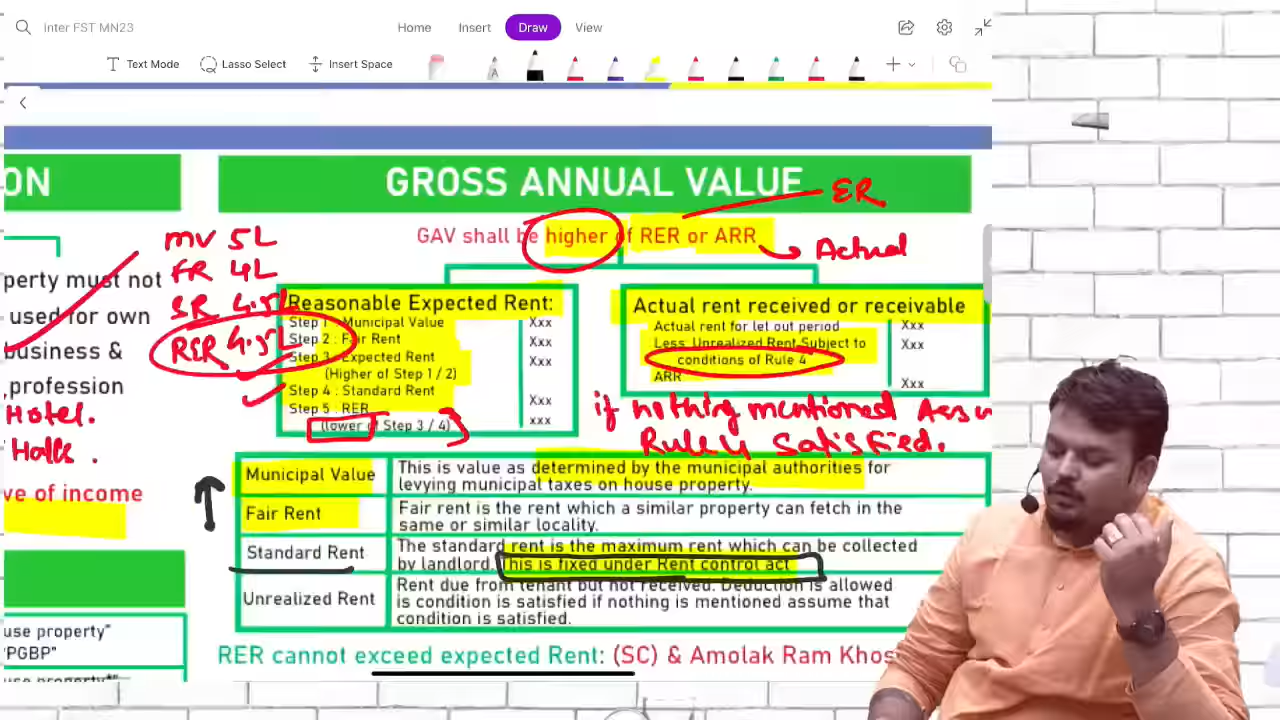 Inter FST MN23
Home Insert Draw View
Text Mode Lasso Select Insert Space
ON
GROSS ANNUAL VALUE
ER
GAV shall be higher of RER or ARR
Actual
MV 5L
FR 4L
SR 4.5L
RER 4.5L
perty must not
used for own
business &
profession
Hotel.
Halls.
ve of income
Reasonable Expected Rent:
Step 1 : Municipal Value Xxx
Step 2 : Fair Rent Xxx
Step 3 : Expected Rent Xxx
(Higher of Step 1 / 2)
Step 4 : Standard Rent Xxx
Step 5 : RER xxx
(lower of Step 3 / 4)
Actual rent received or receivable
Actual rent for let out period Xxx
Less: Unrealized Rent Subject to Xxx
conditions of Rule 4
ARR Xxx
if nothing mentioned
Rule 4 Satisfied.
Municipal Value This is value as determined by the municipal authorities for
levying municipal taxes on house property.
Fair Rent Fair rent is the rent which a similar property can fetch in the
same or similar locality.
Standard Rent The standard rent is the maximum rent which can be collected
by landlord. This is fixed under Rent control act
Unrealized Rent Rent due from tenant but not received. Deduction is allowed
is condition is satisfied if nothing is mentioned assume that
condition is satisfied.
use property"
"PGBP"
RER cannot exceed expected Rent: (SC) & Amolak Ram Khos